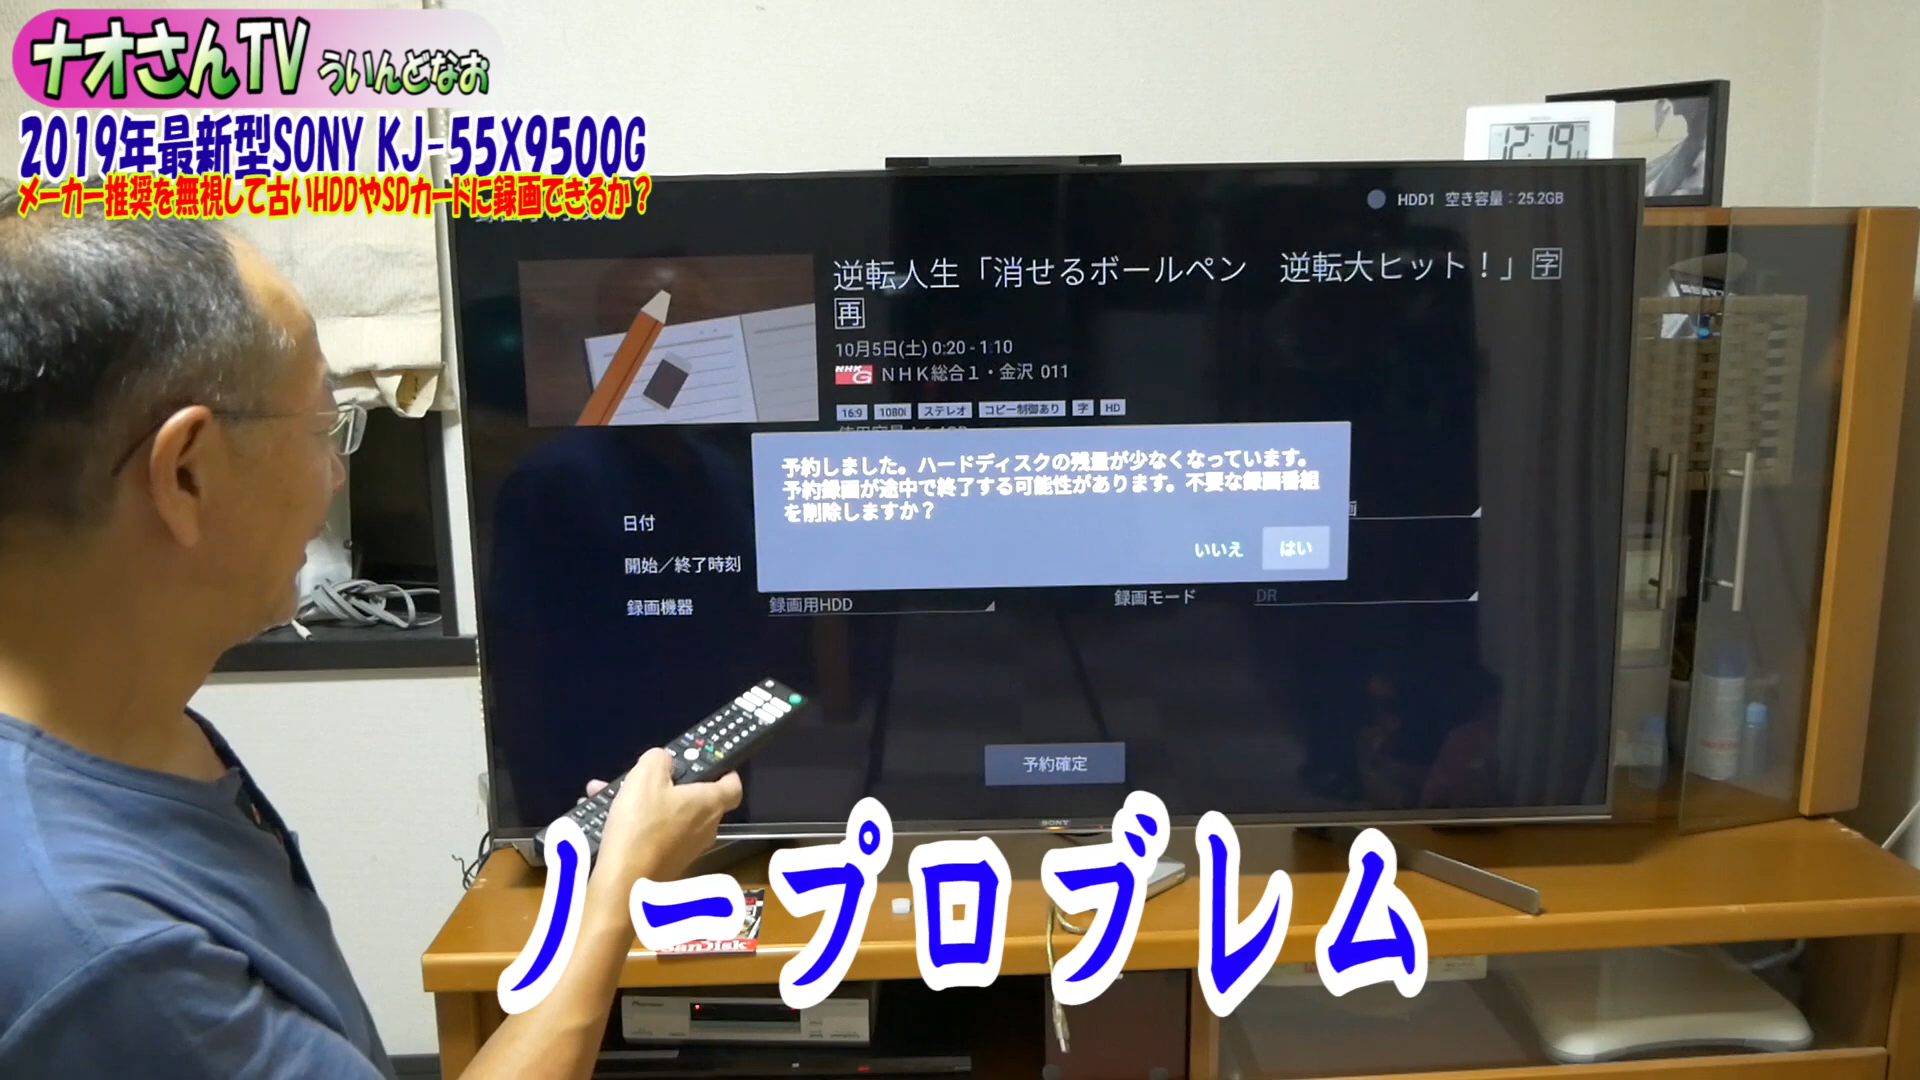 ナオさんTV ういんどなお
2019年最新型SONY KJ-55X9500G
メーカー推奨を無視して古いHDDやSDカードに録画できるか？
12:19
HDD1 空き容量：25.2GB
逆転人生「消せるボールペン　逆転大ヒット！」字
再
10月5日(土) 0:20 - 1:10
NHK G ＮＨＫ総合１・金沢 011
16:9 1080i ステレオ コピー制御あり 字 HD
予約しました。ハードディスクの残量が少なくなっています。
予約録画が途中で終了する可能性があります。不要な録画番組
を削除しますか？
いいえ はい
日付
開始／終了時刻
録画機器 録画用HDD 録画モード DR
予約確定
SONY
ノープロブレム
SanDisk
Pioneer